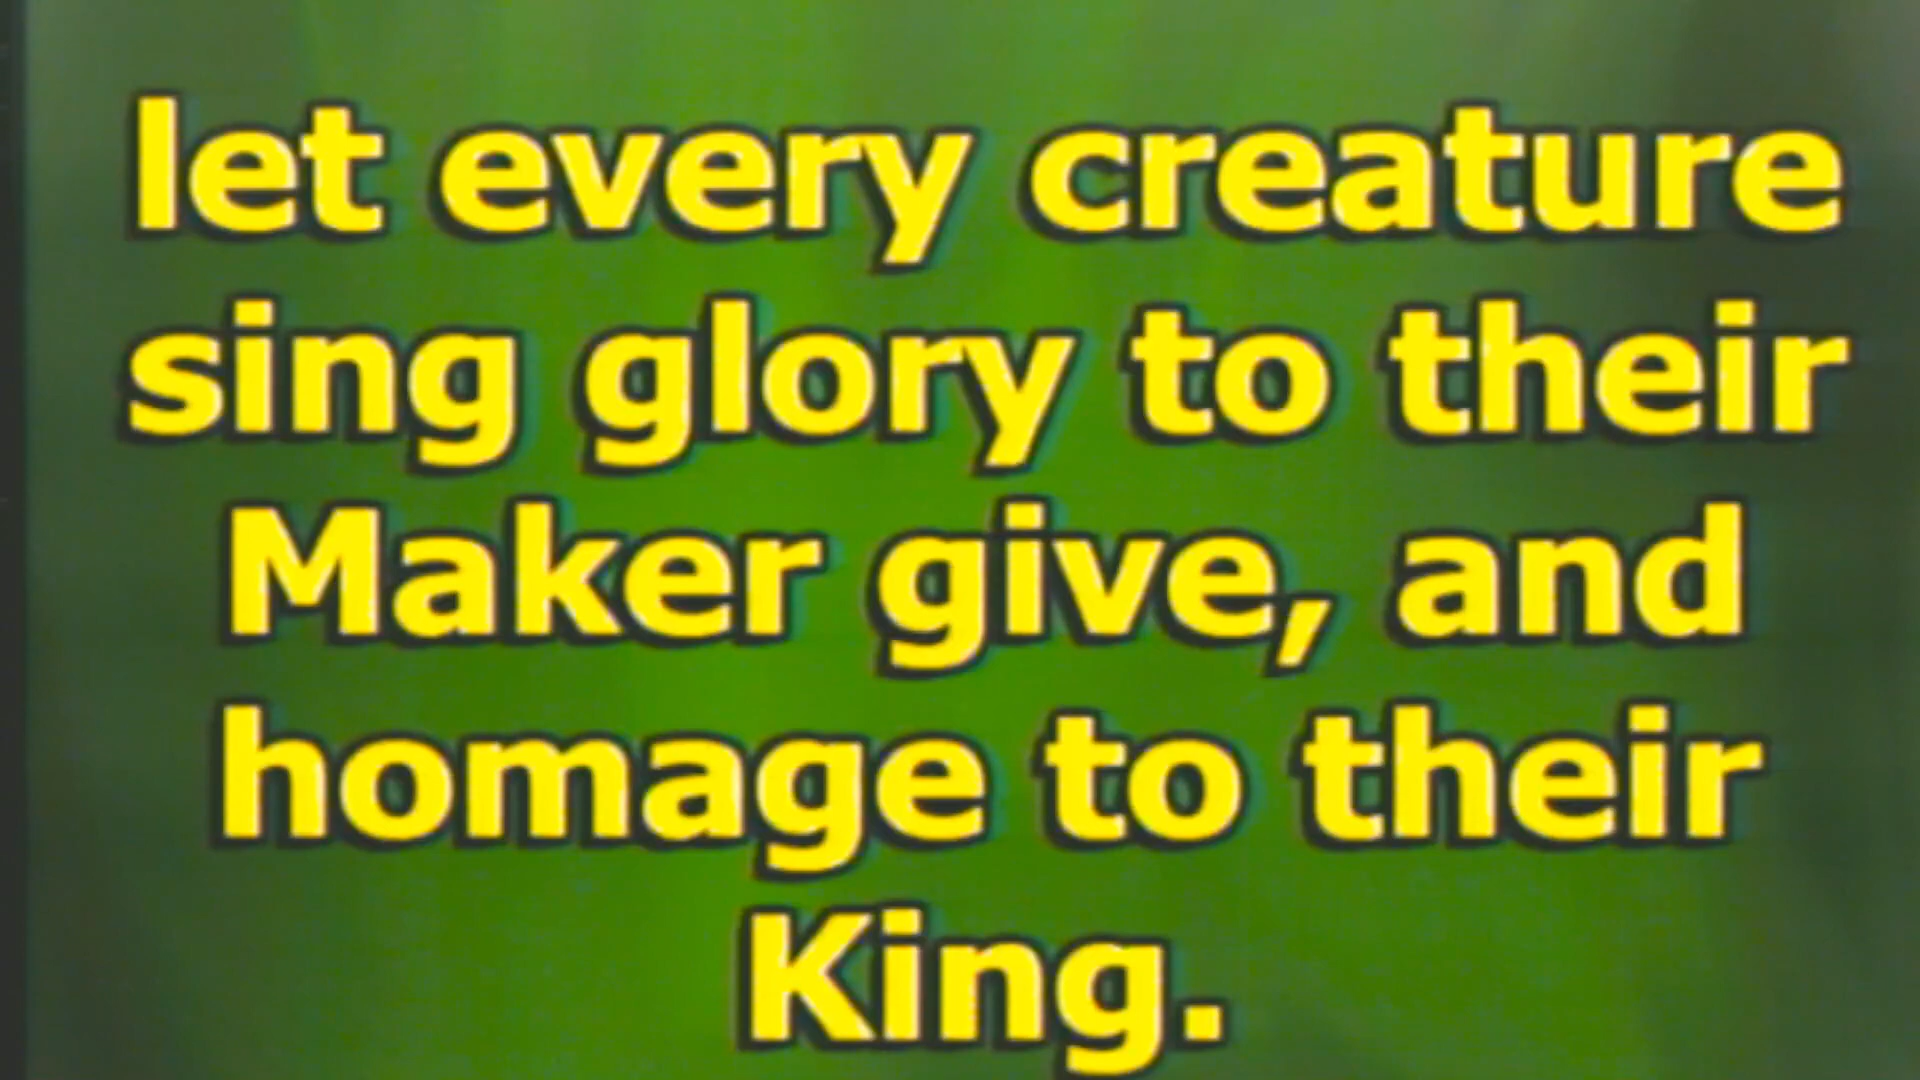 let every creature
sing glory to their
Maker give, and
homage to their
King.